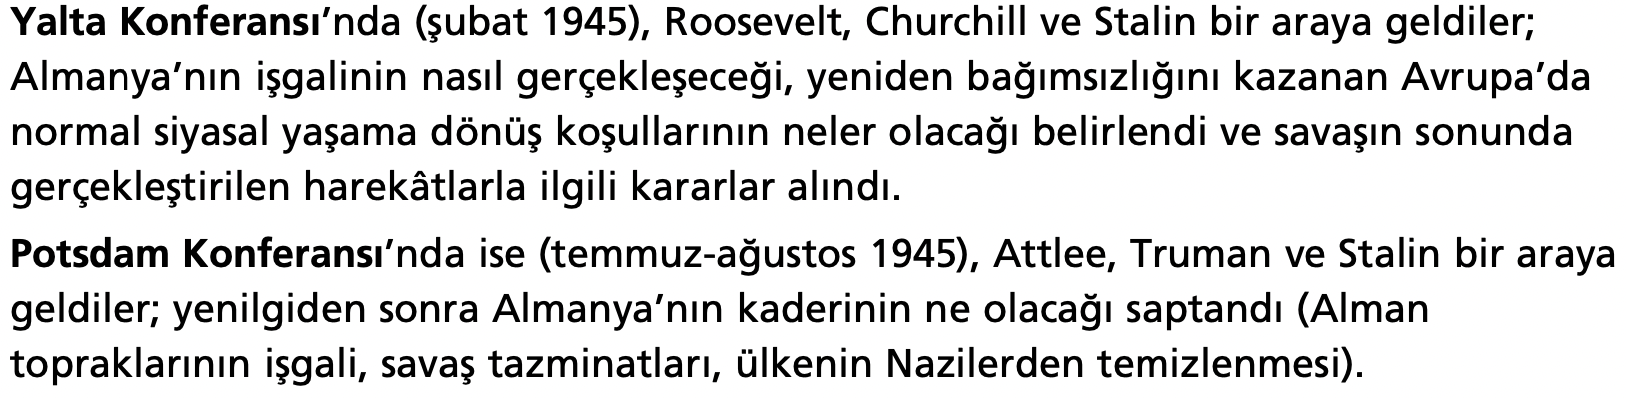 Yalta Konferansı’nda (şubat 1945), Roosevelt, Churchill ve Stalin bir araya geldiler;
Almanya’nın işgalinin nasıl gerçekleşeceği, yeniden bağımsızlığını kazanan Avrupa’da
normal siyasal yaşama dönüş koşullarının neler olacağı belirlendi ve savaşın sonunda
gerçekleştirilen harekâtlarla ilgili kararlar alındı.
Potsdam Konferansı’nda ise (temmuz-ağustos 1945), Attlee, Truman ve Stalin bir araya
geldiler; yenilgiden sonra Almanya’nın kaderinin ne olacağı saptandı (Alman
topraklarının işgali, savaş tazminatları, ülkenin Nazilerden temizlenmesi).